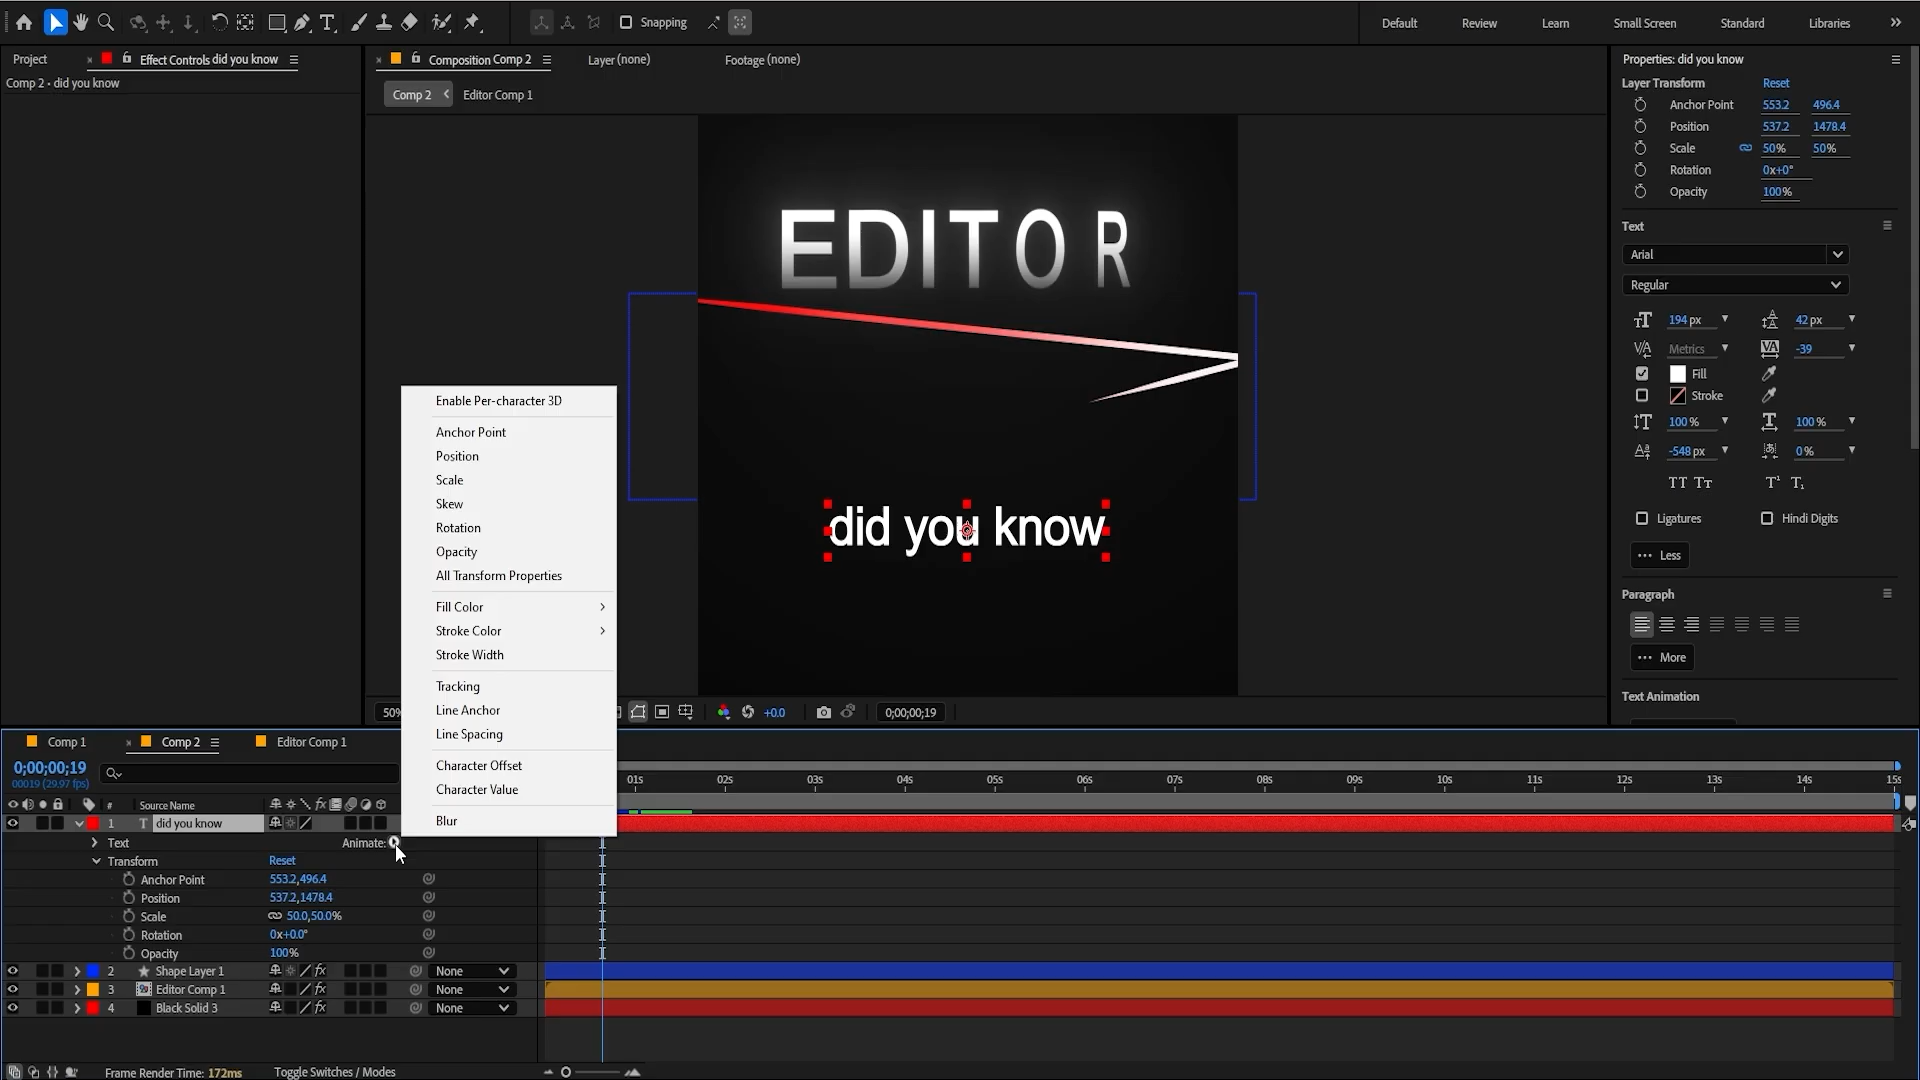 Snapping
Default
Review
Learn
Small Screen
Standard
Libraries
Project
Effect Controls did you know
Comp 2 • did you know
Composition Comp 2
Layer (none)
Footage (none)
Comp 2
Editor Comp 1
EDITOR
did you know
Properties: did you know
Layer Transform Reset
Anchor Point 553.2 496.4
Position 537.2 1478.4
Scale 50% 50%
Rotation 0x+0°
Opacity 100%
Text
Arial
Regular
194 px 42 px
Metrics -39
Fill
Stroke
100 % 100 %
-548 px 0 %
Ligatures Hindi Digits
Less
Paragraph
More
Text Animation
Enable Per-character 3D
Anchor Point
Position
Scale
Skew
Rotation
Opacity
All Transform Properties
Fill Color
Stroke Color
Stroke Width
Tracking
Line Anchor
Line Spacing
Character Offset
Character Value
Blur
50%
+0.0
0;00;00;19
Comp 1
Comp 2
Editor Comp 1
0;00;00;19
00019 (29.97 fps)
01s 02s 03s 04s 05s 06s 07s 08s 09s 10s 11s 12s 13s 14s 15s
# Source Name
1 T did you know
Text Animate:
Transform Reset
Anchor Point 553.2,496.4
Position 537.2,1478.4
Scale 50.0,50.0%
Rotation 0x+0.0°
Opacity 100%
2 Shape Layer 1 None
3 Editor Comp 1 None
4 Black Solid 3 None
Frame Render Time: 172ms
Toggle Switches / Modes